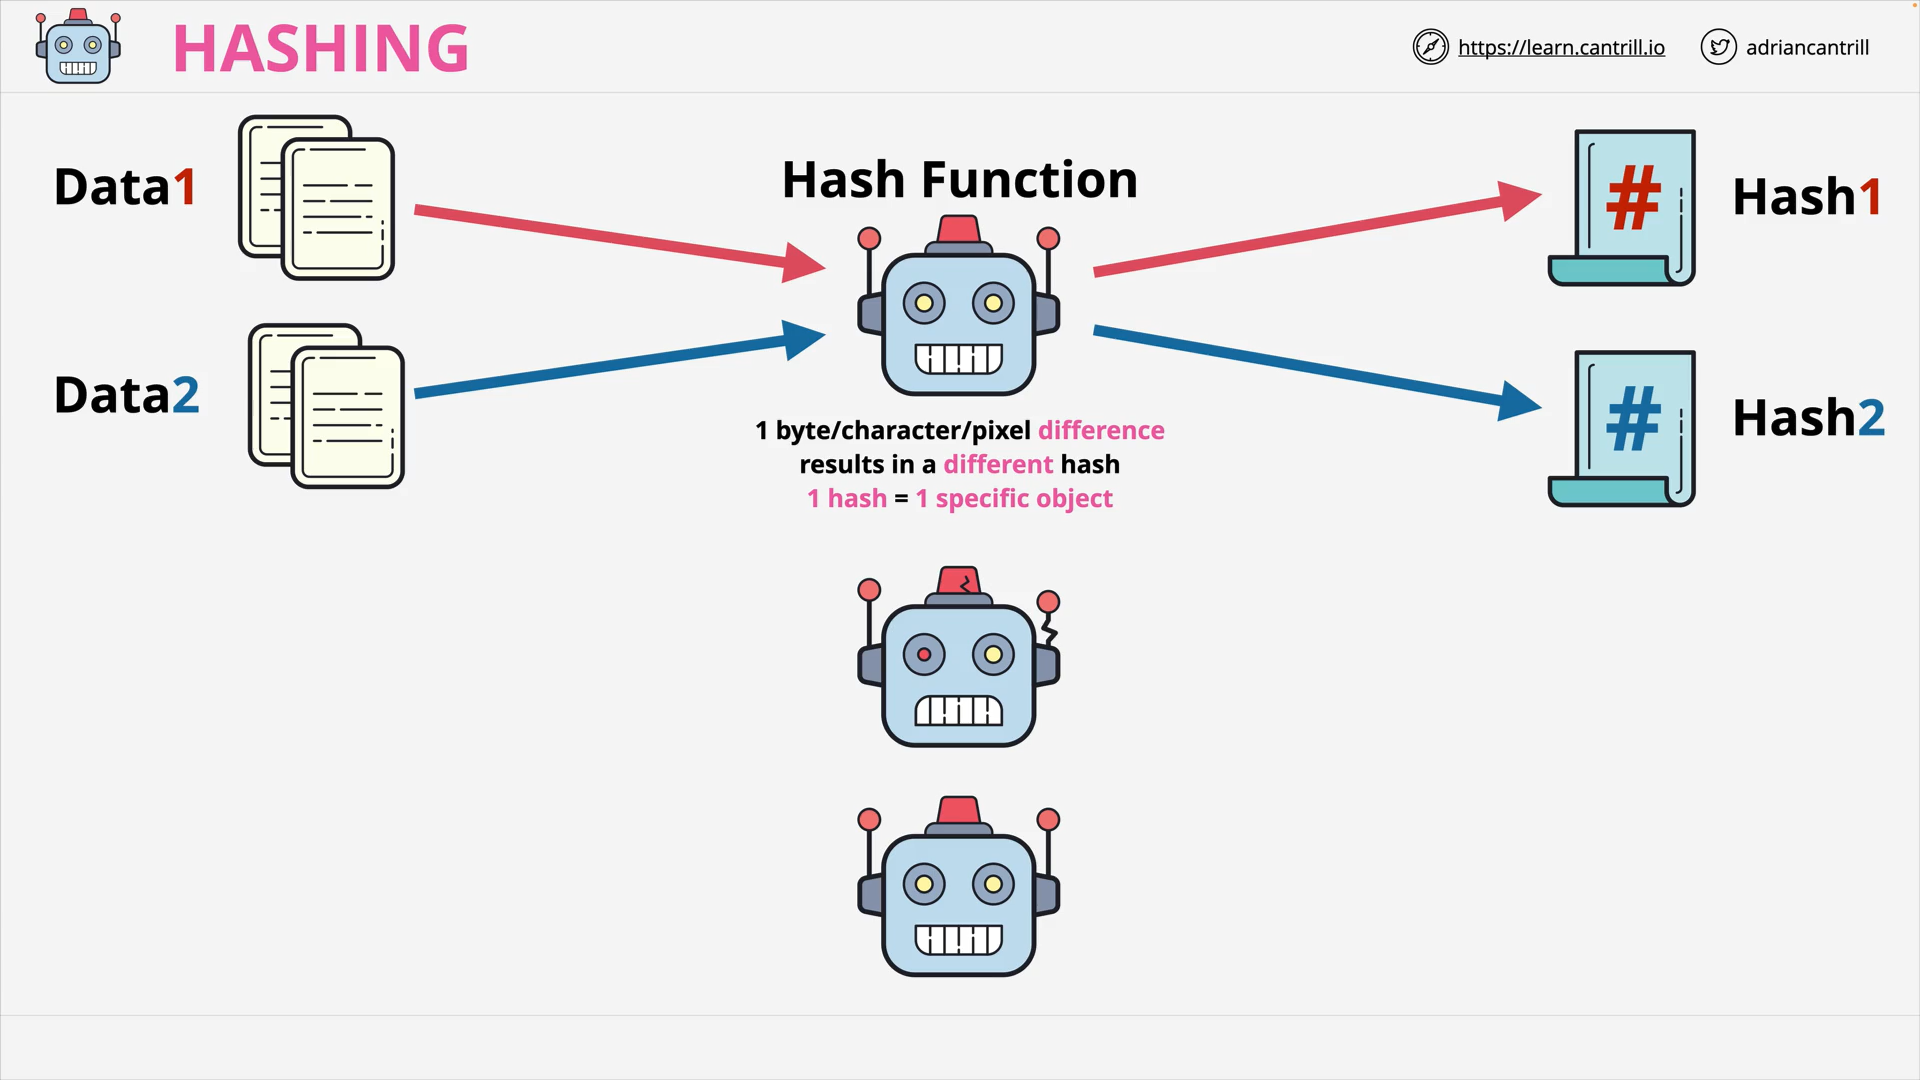 HASHING
https://learn.cantrill.io
adriancantrill
Data1
Hash Function
#
Hash1
Data2
#
Hash2
1 byte/character/pixel difference
results in a different hash
1 hash = 1 specific object